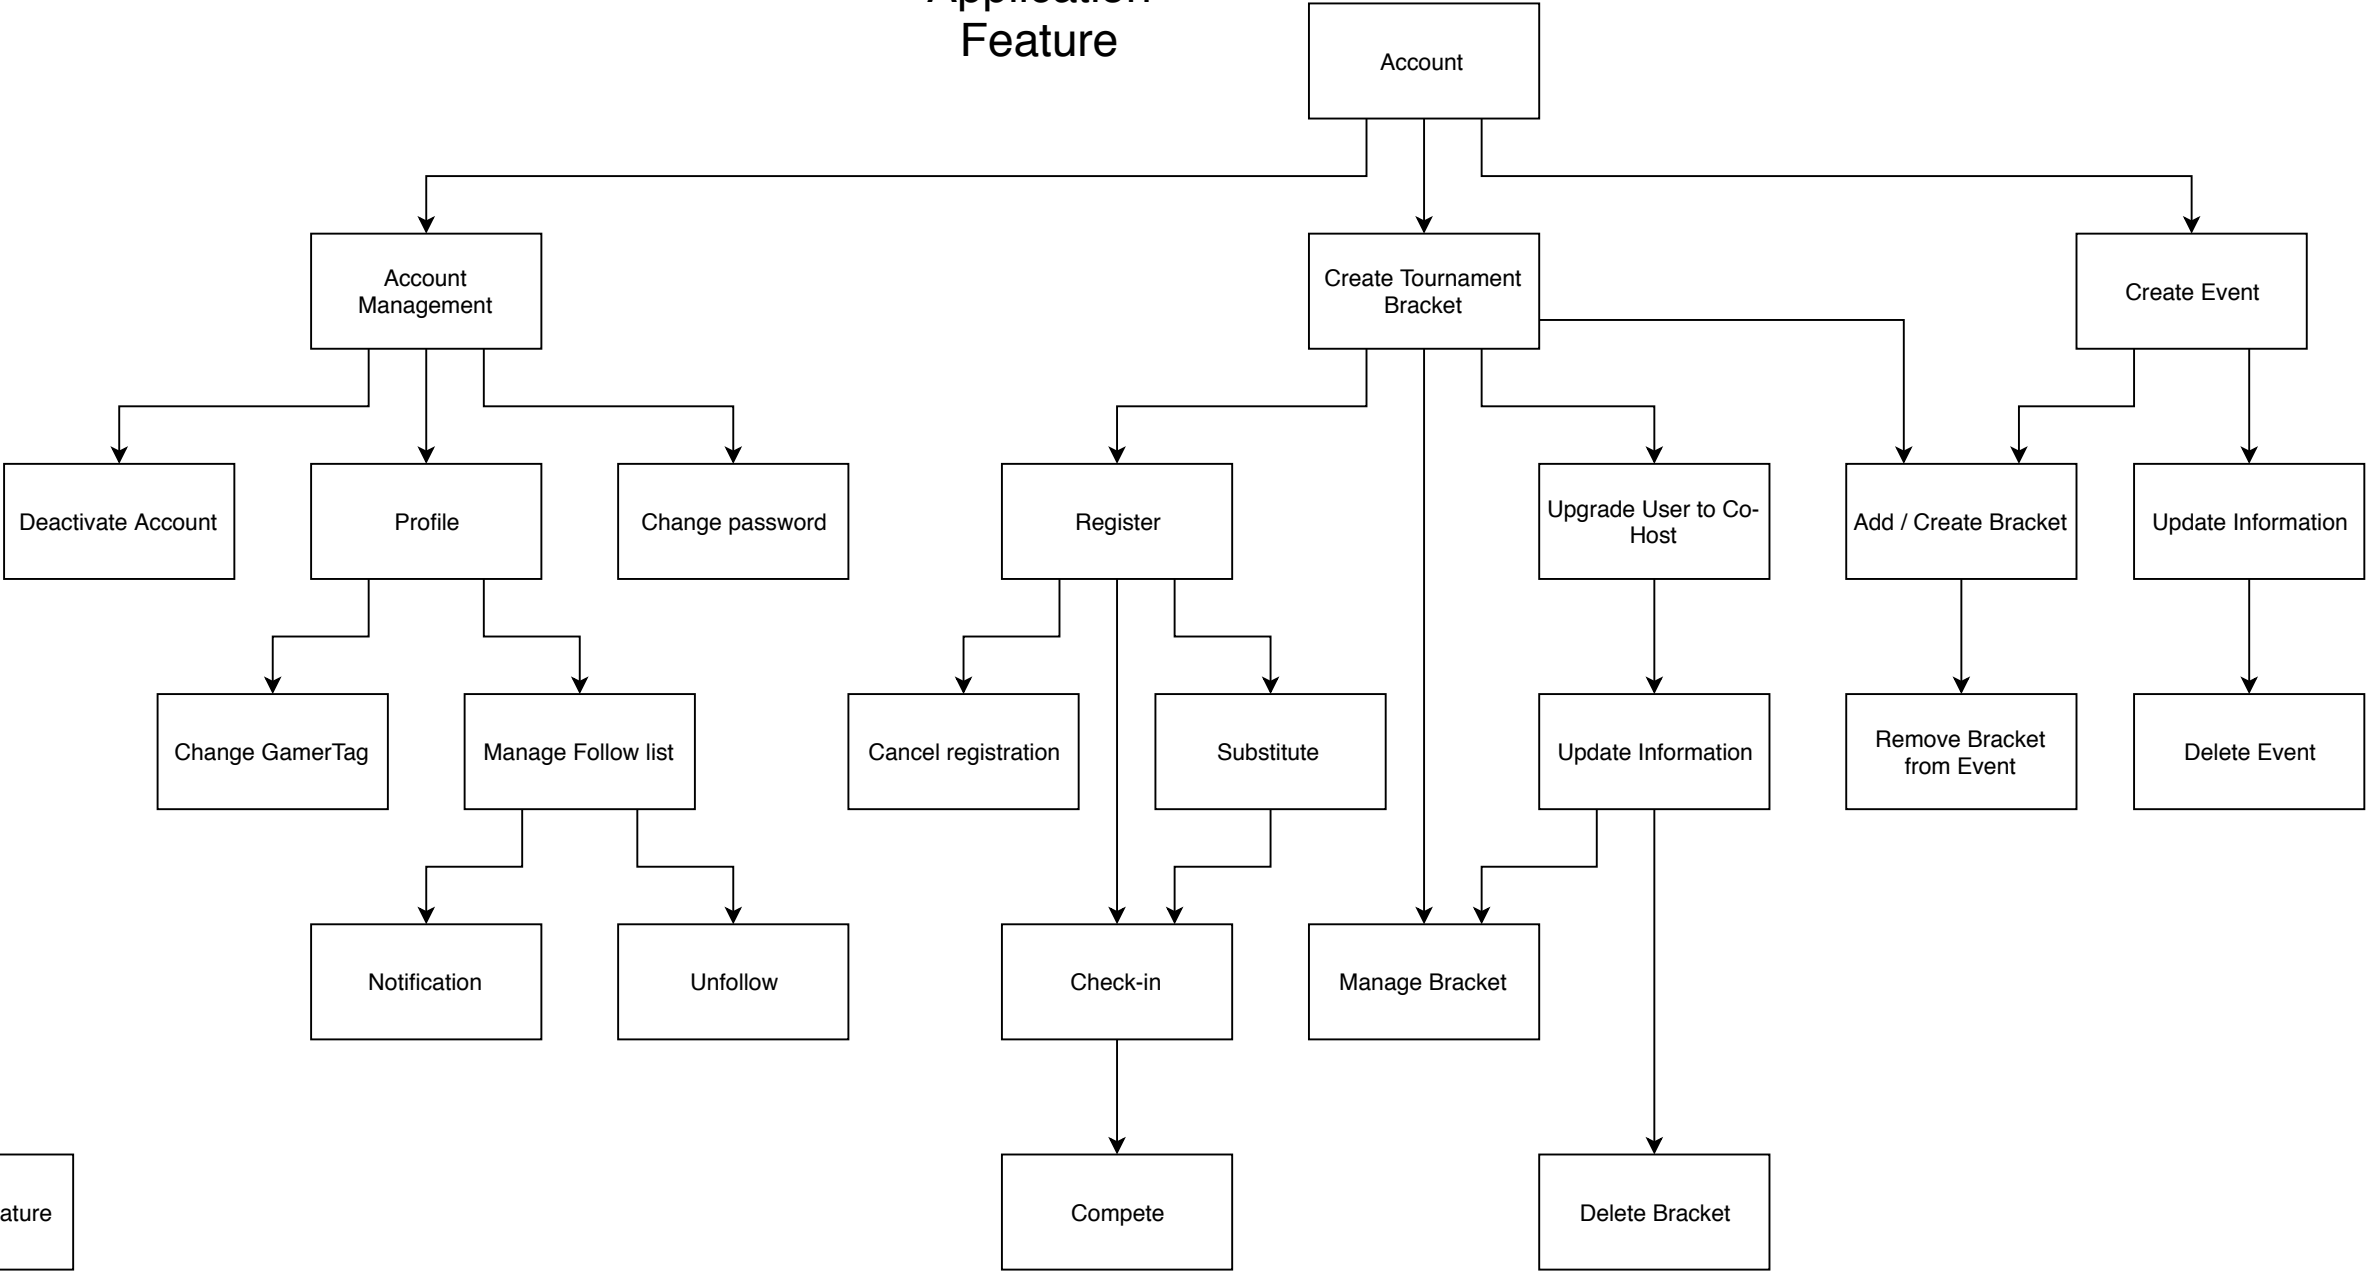 Application
Feature
Account
Account
Management
Create Tournament
Bracket
Create Event
Deactivate Account
Profile
Change password
Register
Upgrade User to Co-
Host
Add / Create Bracket
Update Information
Change GamerTag
Manage Follow list
Cancel registration
Substitute
Update Information
Remove Bracket
from Event
Delete Event
Notification
Unfollow
Check-in
Manage Bracket
ature
Compete
Delete Bracket